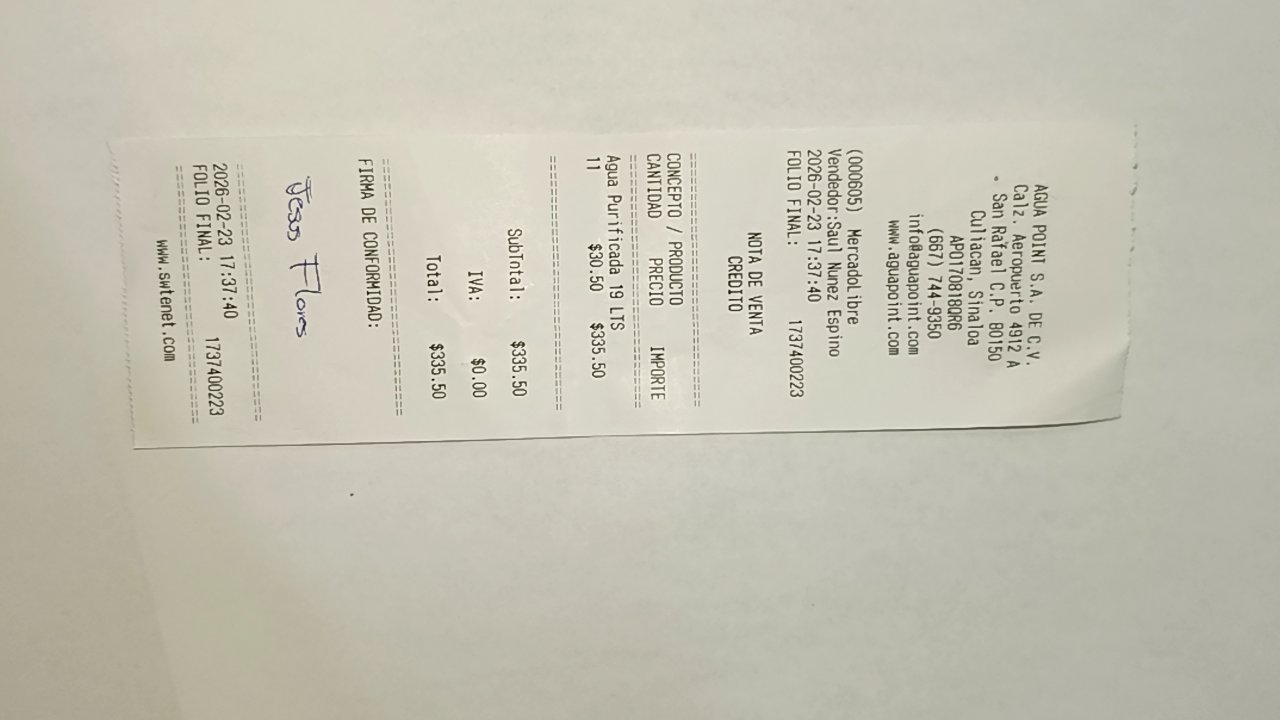 AGUA POINT S.A. DE C.V.
Calz. Aeropuerto 4912 A
. San Rafael C.P. 80150
Culiacan, Sinaloa
APO170818QR6
(667) 744-9350
info@aguapoint.com
www.aguapoint.com
(000605) MercadoLibre
Vendedor:Saul Nunez Espino
2026-02-23 17:37:40
FOLIO FINAL: 1737400223
NOTA DE VENTA
CREDITO
==============================
CONCEPTO / PRODUCTO
CANTIDAD PRECIO IMPORTE
==============================
Agua Purificada 19 LTS
11 $30.50 $335.50
==============================
SubTotal: $335.50
IVA: $0.00
Total: $335.50
==============================
FIRMA DE CONFORMIDAD:
Jesus Flores
==============================
2026-02-23 17:37:40
FOLIO FINAL: 1737400223
==============================
www.swtenet.com